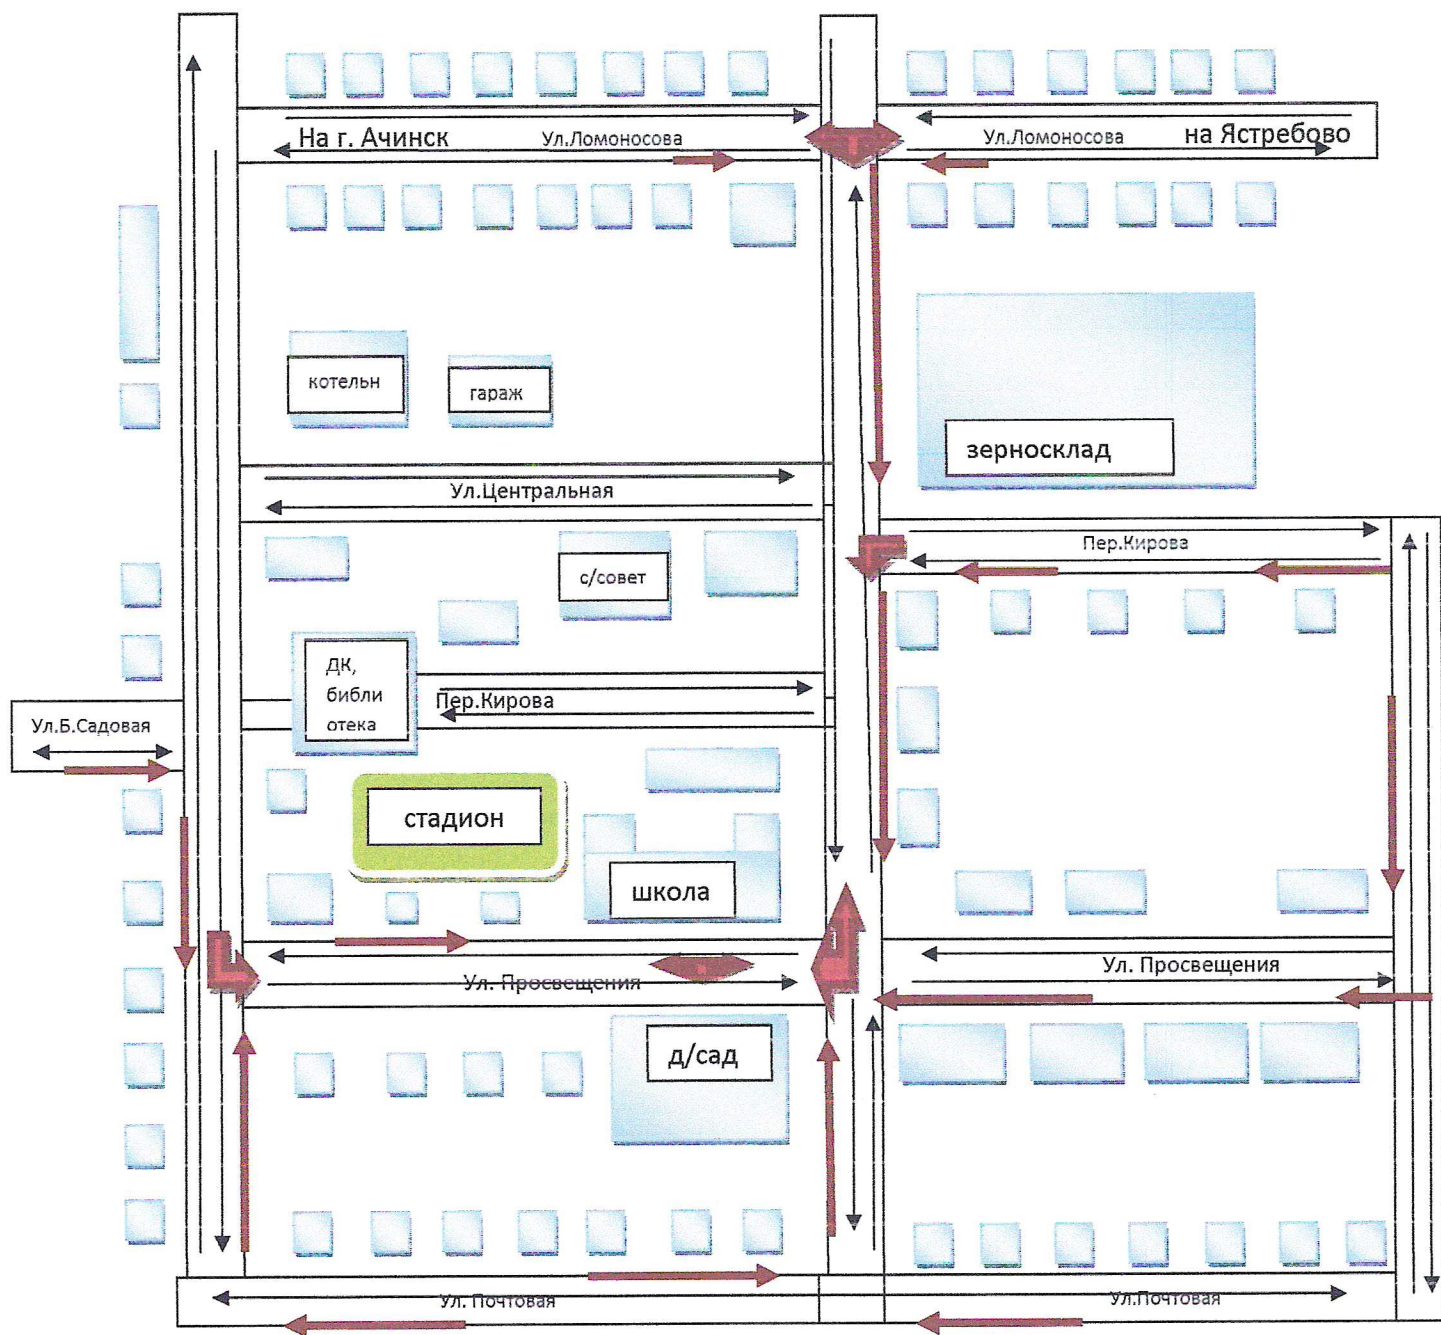 На г. Ачинск
Ул.Ломоносова
Ул.Ломоносова
на Ястребово
котельн
гараж
зерносклад
Ул.Центральная
Пер.Кирова
с/совет
ДК,
библи
отека
Пер.Кирова
Ул.Б.Садовая
стадион
школа
Ул. Просвещения
Ул. Просвещения
д/сад
Ул. Почтовая
Ул.Почтовая